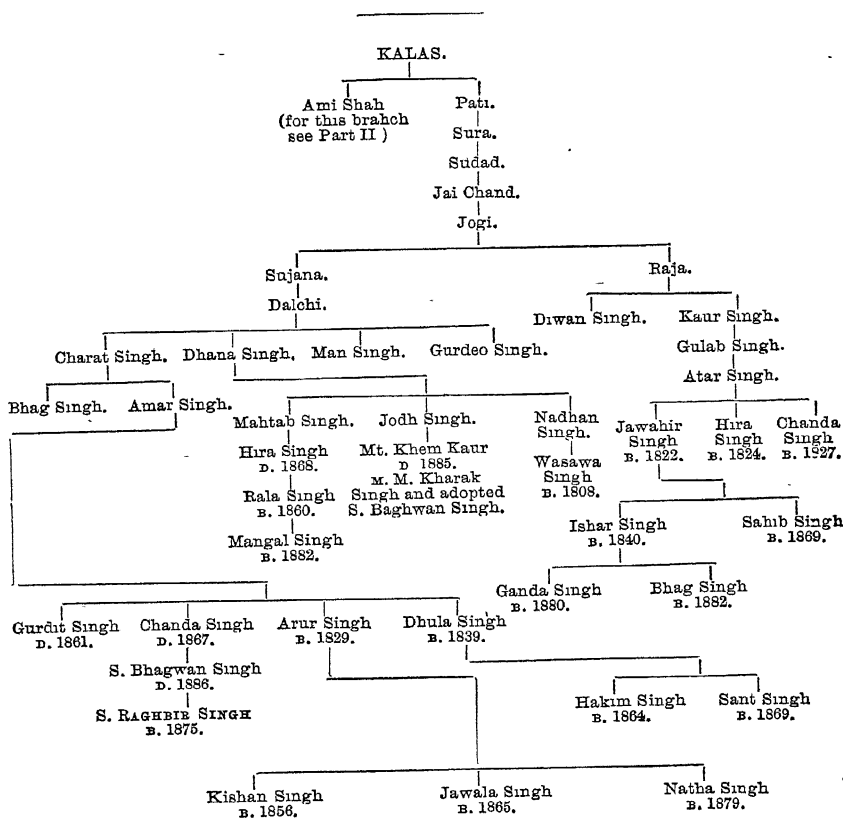 KALAS.
Ami Shah Pati.
(for this brahch
see Part II )
Sura.
Sudad.
Jai Chand.
Jogi.
Sujana. Raja.
Dalchi.
Diwan Singh. Kaur Singh.
Charat Singh. Dhana Singh. Man Singh. Gurdeo Singh.
Gulab Singh.
Atar Singh.
Bhag Singh. Amar Singh.
Mahtab Singh. Jodh Singh. Nadhan
Singh.
Jawahir Hira Chanda
Singh Singh Singh
B. 1822. B. 1824. B. 1827.
Hira Singh Mt. Khem Kaur
D. 1868. D 1885.
M. M. Kharak
Wasawa
Singh
B. 1808.
Rala Singh Singh and adopted
B. 1860. S. Baghwan Singh.
Mangal Singh
B. 1882.
Ishar Singh Sahib Singh
B. 1840. B. 1869.
Ganda Singh Bhag Singh
B. 1880. B. 1882.
Gurdit Singh Chanda Singh Arur Singh Dhula Singh
D. 1861. D. 1867. B. 1829. B. 1839.
S. Bhagwan Singh
D. 1886.
Hakim Singh Sant Singh
B. 1864. B. 1869.
S. RAGHBIR SINGH
B. 1875.
Kishan Singh Jawala Singh Natha Singh
B. 1856. B. 1865. B. 1879.